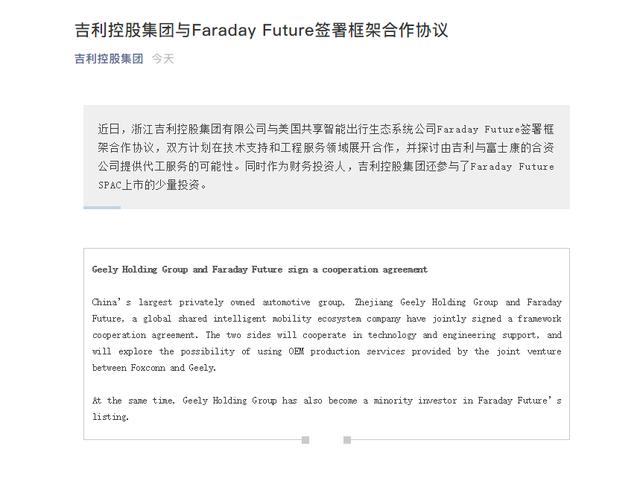 吉利控股集团与Faraday Future签署框架合作协议
吉利控股集团 今天
近日，浙江吉利控股集团有限公司与美国共享智能出行生态系统公司Faraday Future签署框
架合作协议，双方计划在技术支持和工程服务领域展开合作，并探讨由吉利与富士康的合资
公司提供代工服务的可能性。同时作为财务投资人，吉利控股集团还参与了Faraday Future
SPAC上市的少量投资。
Geely Holding Group and Faraday Future sign a cooperation agreement
China's largest privately owned automotive group, Zhejiang Geely Holding Group and Faraday
Future, a global shared intelligent mobility ecosystem company have jointly signed a framework
cooperation agreement. The two sides will cooperate in technology and engineering support, and
will explore the possibility of using OEM production services provided by the joint venture
between Foxconn and Geely.
At the same time, Geely Holding Group has also become a minority investor in Faraday Future's
listing.